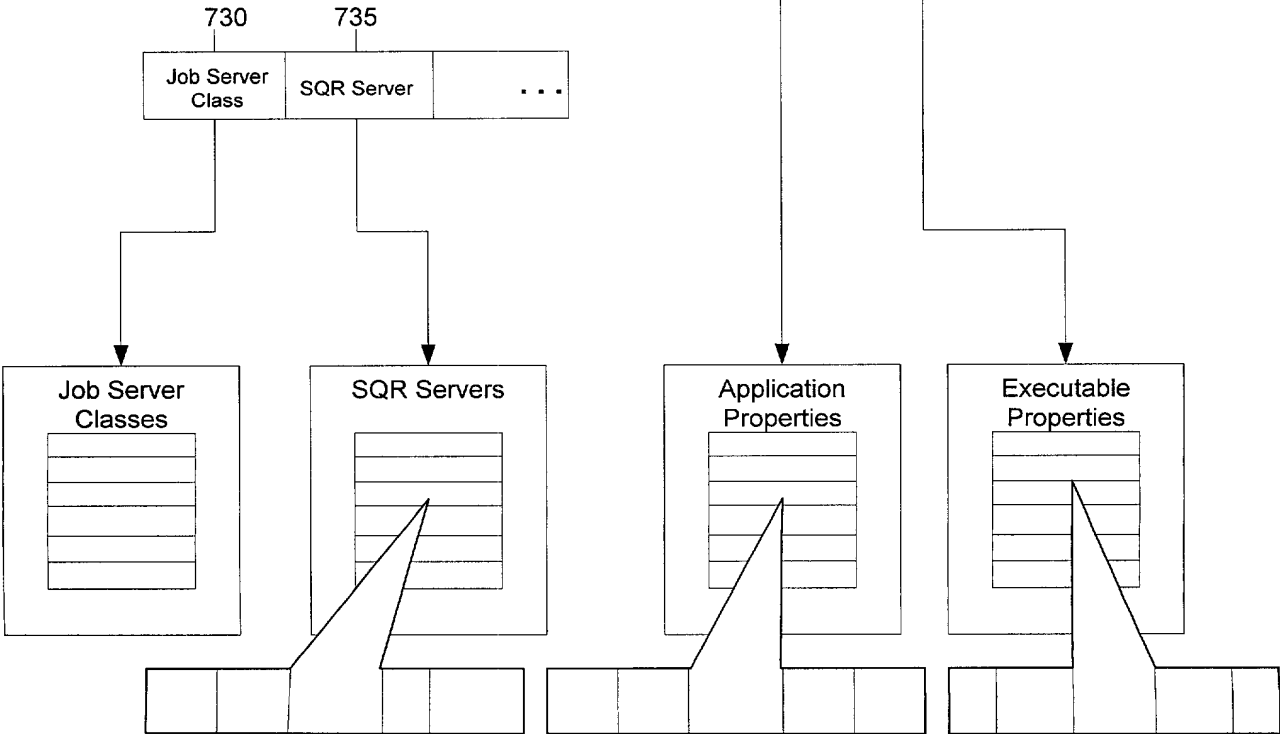 730
735
Job Server
Class
SQR Server
...
Job Server
Classes
SQR Servers
Application
Properties
Executable
Properties